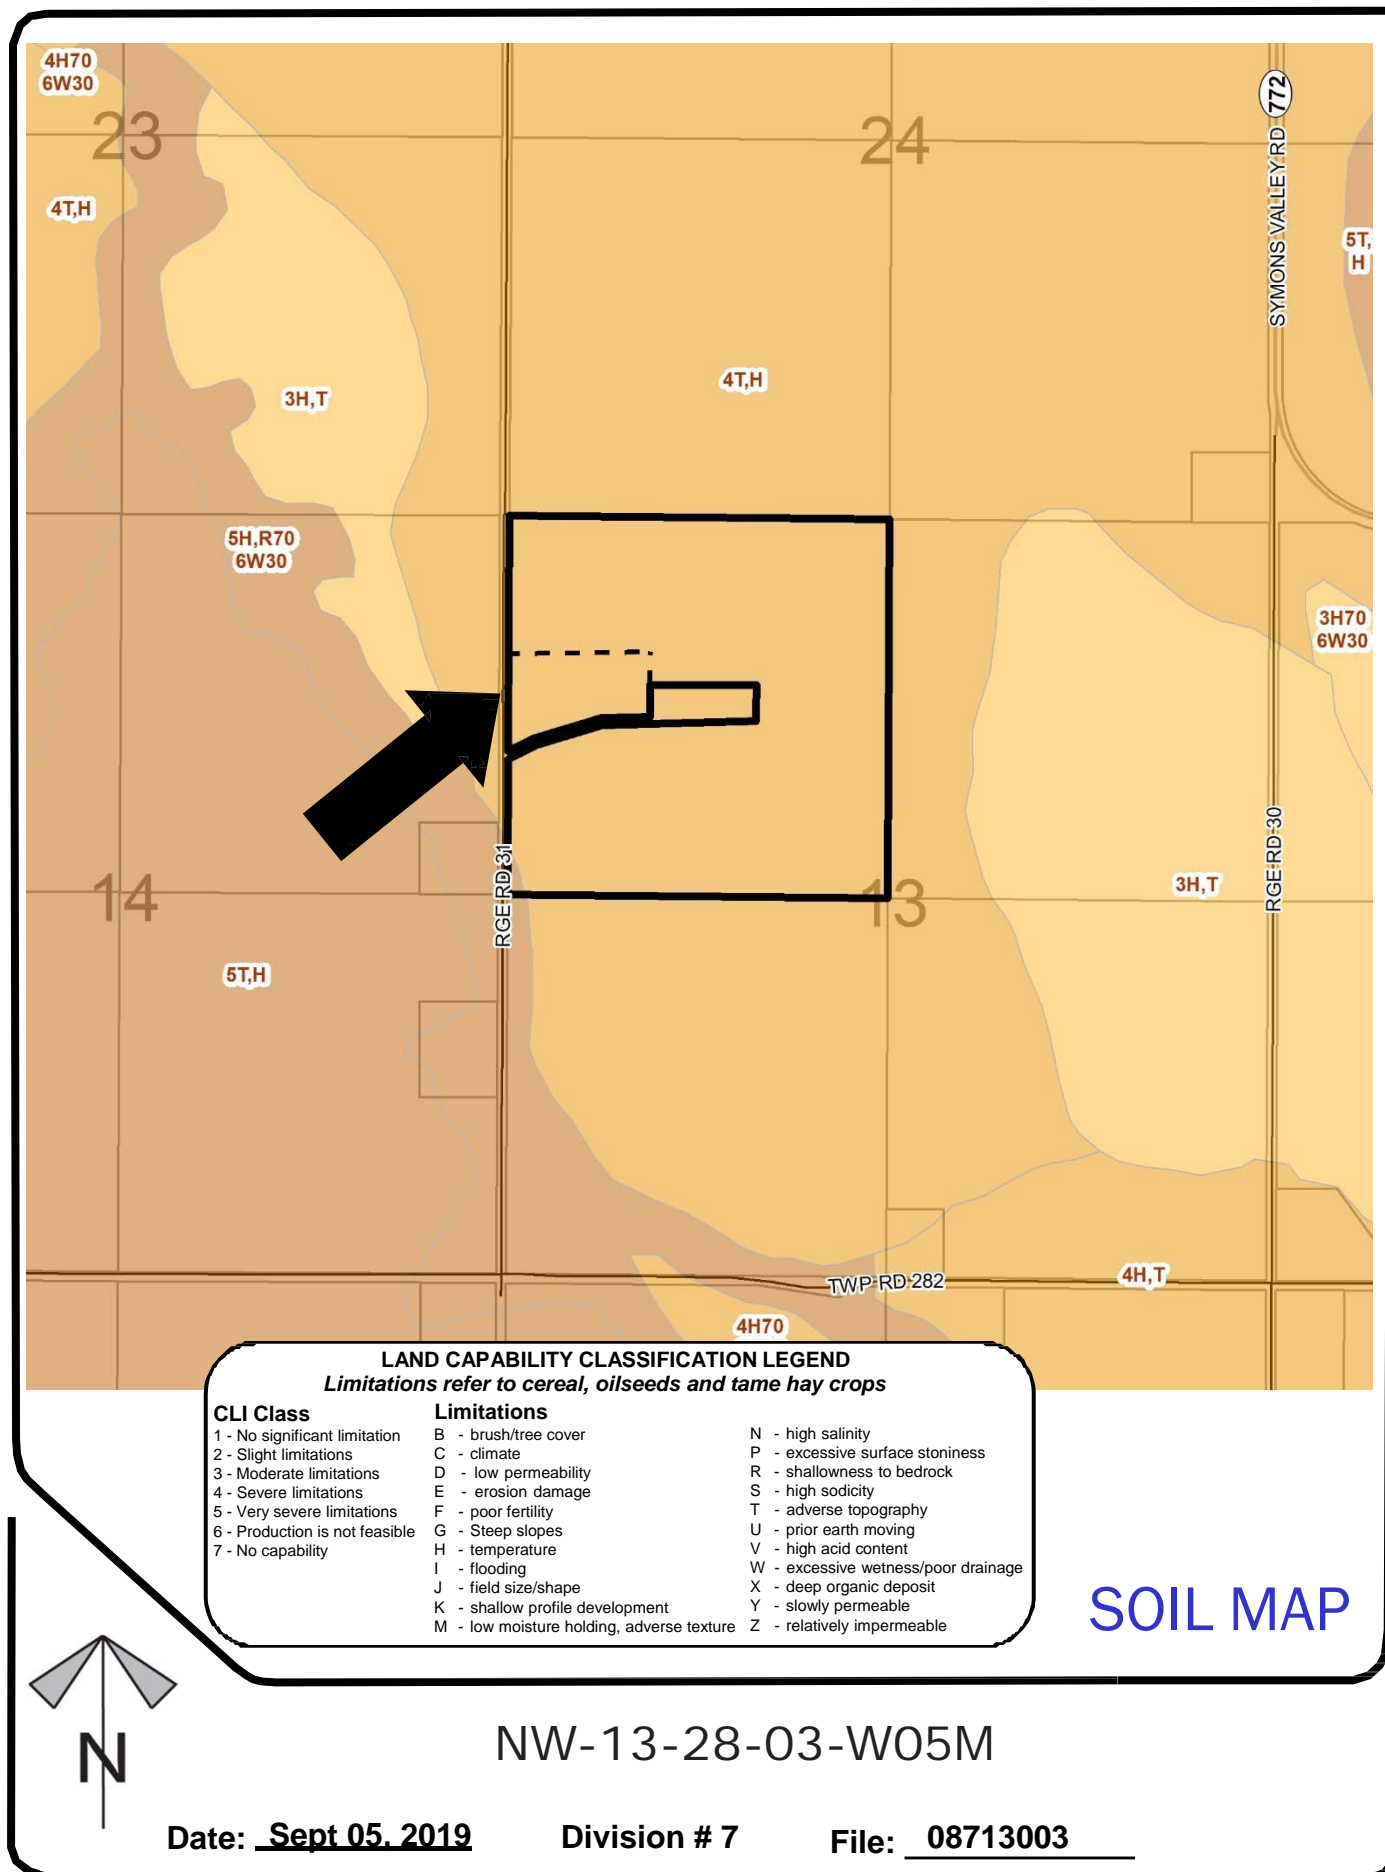 4H70
6W30
23
24
772
SYMONS VALLEY RD
4T,H
5T,
H
4T,H
3H,T
5H,R70
6W30
3H70
6W30
RGE RD 31
RGE RD 30
14
13
3H,T
5T,H
4H,T
TWP RD 282
4H70
LAND CAPABILITY CLASSIFICATION LEGEND
Limitations refer to cereal, oilseeds and tame hay crops
CLI Class
1 - No significant limitation
2 - Slight limitations
3 - Moderate limitations
4 - Severe limitations
5 - Very severe limitations
6 - Production is not feasible
7 - No capability
Limitations
B - brush/tree cover
C - climate
D - low permeability
E - erosion damage
F - poor fertility
G - Steep slopes
H - temperature
I - flooding
J - field size/shape
K - shallow profile development
M - low moisture holding, adverse texture
N - high salinity
P - excessive surface stoniness
R - shallowness to bedrock
S - high sodicity
T - adverse topography
U - prior earth moving
V - high acid content
W - excessive wetness/poor drainage
X - deep organic deposit
Y - slowly permeable
Z - relatively impermeable
SOIL MAP
N
NW-13-28-03-W05M
Date: Sept 05, 2019 Division # 7 File: 08713003